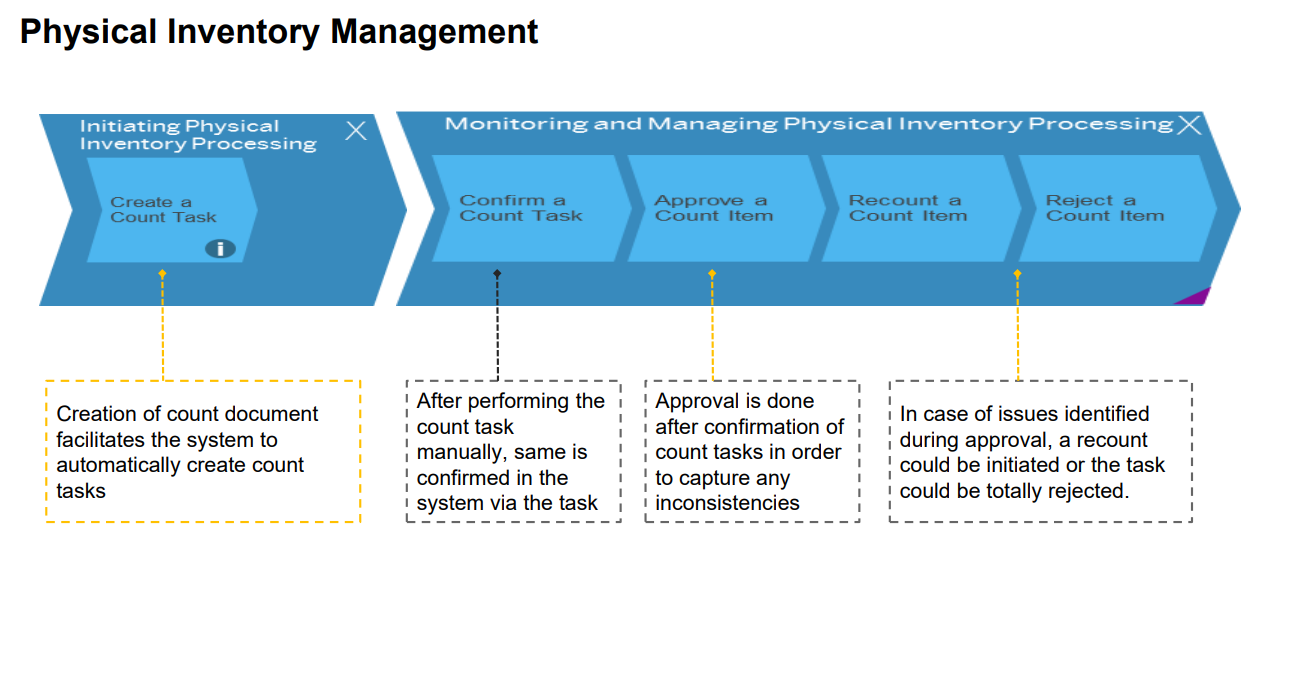 Physical Inventory Management
Initiating Physical
Inventory Processing
Create a
Count Task
i
Monitoring and Managing Physical Inventory Processing
Confirm a
Count Task
Approve a
Count Item
Recount a
Count Item
Reject a
Count Item
Creation of count document
facilitates the system to
automatically create count
tasks
After performing the
count task
manually, same is
confirmed in the
system via the task
Approval is done
after confirmation of
count tasks in order
to capture any
inconsistencies
In case of issues identified
during approval, a recount
could be initiated or the task
could be totally rejected.